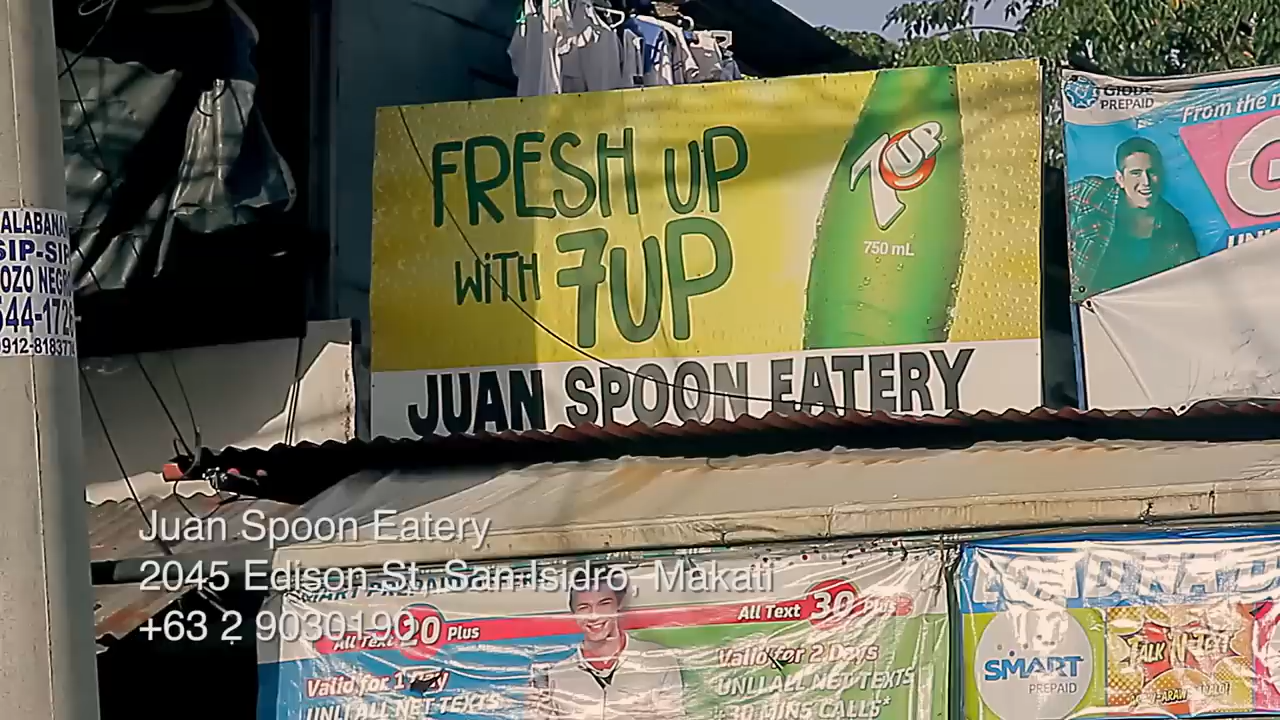 FRESH UP
WiTH 7UP
7UP
750 mL
JUAN SPOON EATERY
GLOBE
PREPAID
From the
G
SIP-SIP
OZO NEGR
544-172
0912-8183
Juan Spoon Eatery
2045 Edison St, San Isidro, Makati
+63 2 9030190
All Text 20 Plus
All Text 30 Plus
Valid for 1 Day
UNLI ALL NET TEXTS
Valid for 2 Days
UNLI ALL NET TEXTS
+30 MINS CALLS*
SMART
PREPAID
TALK N TEXT